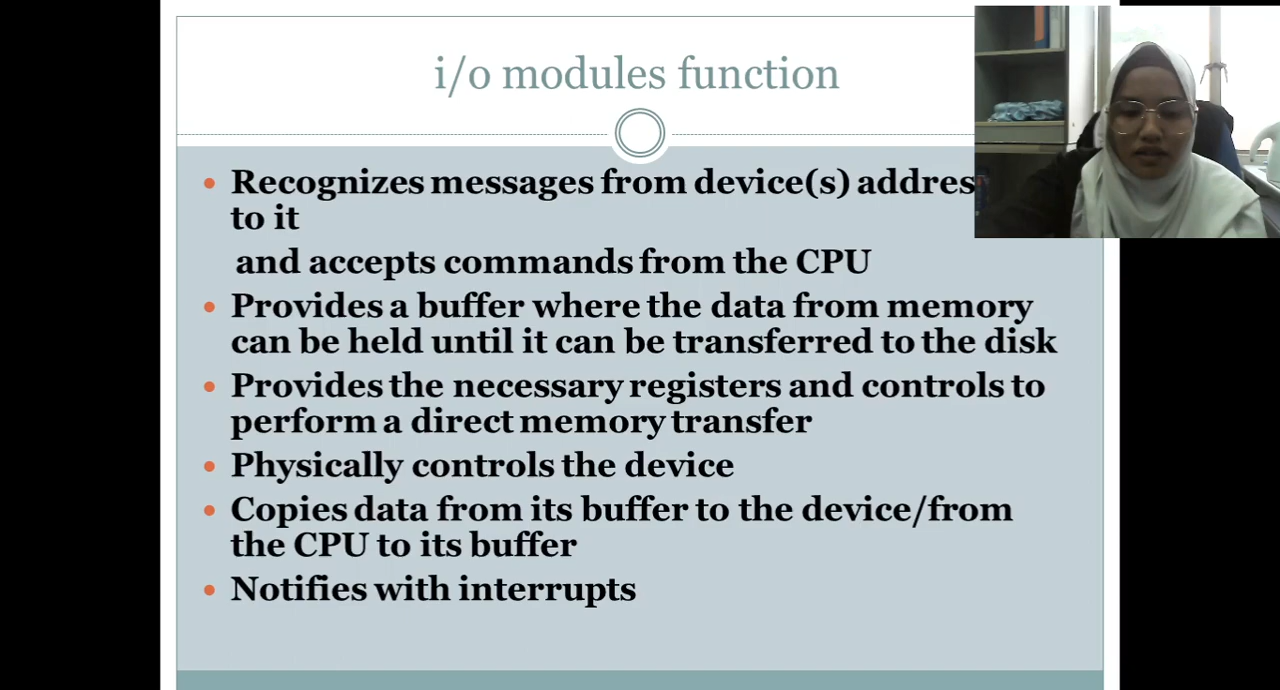 i/o modules function
• Recognizes messages from device(s)
to it
and accepts commands from the CPU
• Provides a buffer where the data from memory
can be held until it can be transferred to the disk
• Provides the necessary registers and controls to
perform a direct memory transfer
• Physically controls the device
• Copies data from its buffer to the device/from
the CPU to its buffer
• Notifies with interrupts